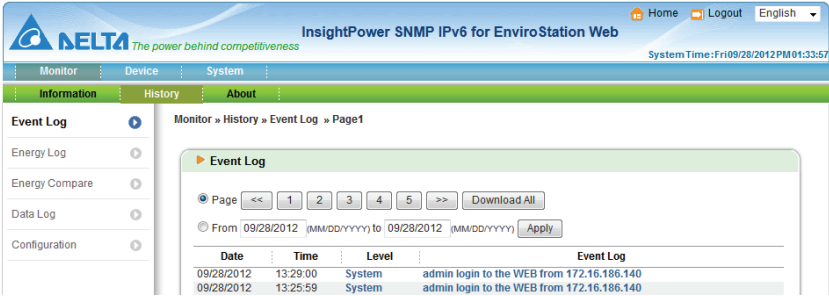 Home Logout English
InsightPower SNMP IPv6 for EnviroStation Web
DELTA The power behind competitiveness
System Time : Fri 09/28/2012 PM 01:33:57
Monitor Device System
Information History About
Event Log
Energy Log
Energy Compare
Data Log
Configuration
Monitor » History » Event Log » Page1
Event Log
Page << 1 2 3 4 5 >> Download All
From 09/28/2012 (MM/DD/YYYY) to 09/28/2012 (MM/DD/YYYY) Apply
Date Time Level Event Log
09/28/2012 13:29:00 System admin login to the WEB from 172.16.186.140
09/28/2012 13:25:59 System admin login to the WEB from 172.16.186.140